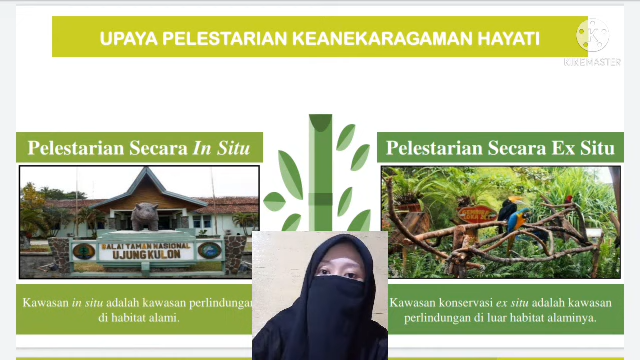 UPAYA PELESTARIAN KEANEKARAGAMAN HAYATI
KINEMASTER
Pelestarian Secara In Situ
Pelestarian Secara Ex Situ
BALAI TAMAN NASIONAL
UJUNG KULON
Kawasan in situ adalah kawasan perlindungan
di habitat alami.
Kawasan konservasi ex situ adalah kawasan
perlindungan di luar habitat alaminya.